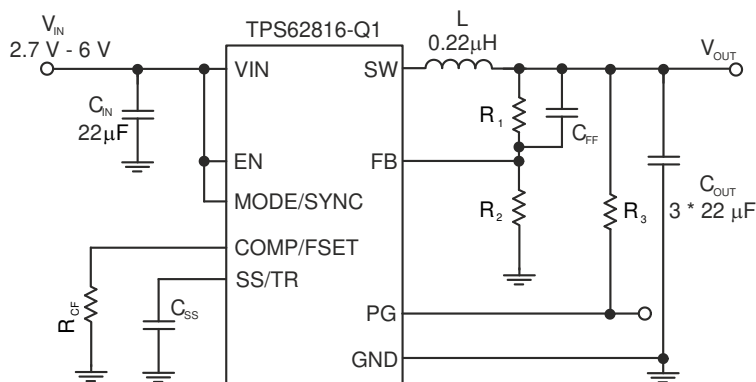 V_IN
2.7 V - 6 V
TPS62816-Q1
L
0.22μH
V_OUT
VIN
SW
C_IN
22μF
R_1
C_FF
EN
FB
MODE/SYNC
R_2
R_3
C_OUT
3 * 22 μF
COMP/FSET
SS/TR
R_CF
C_SS
PG
GND